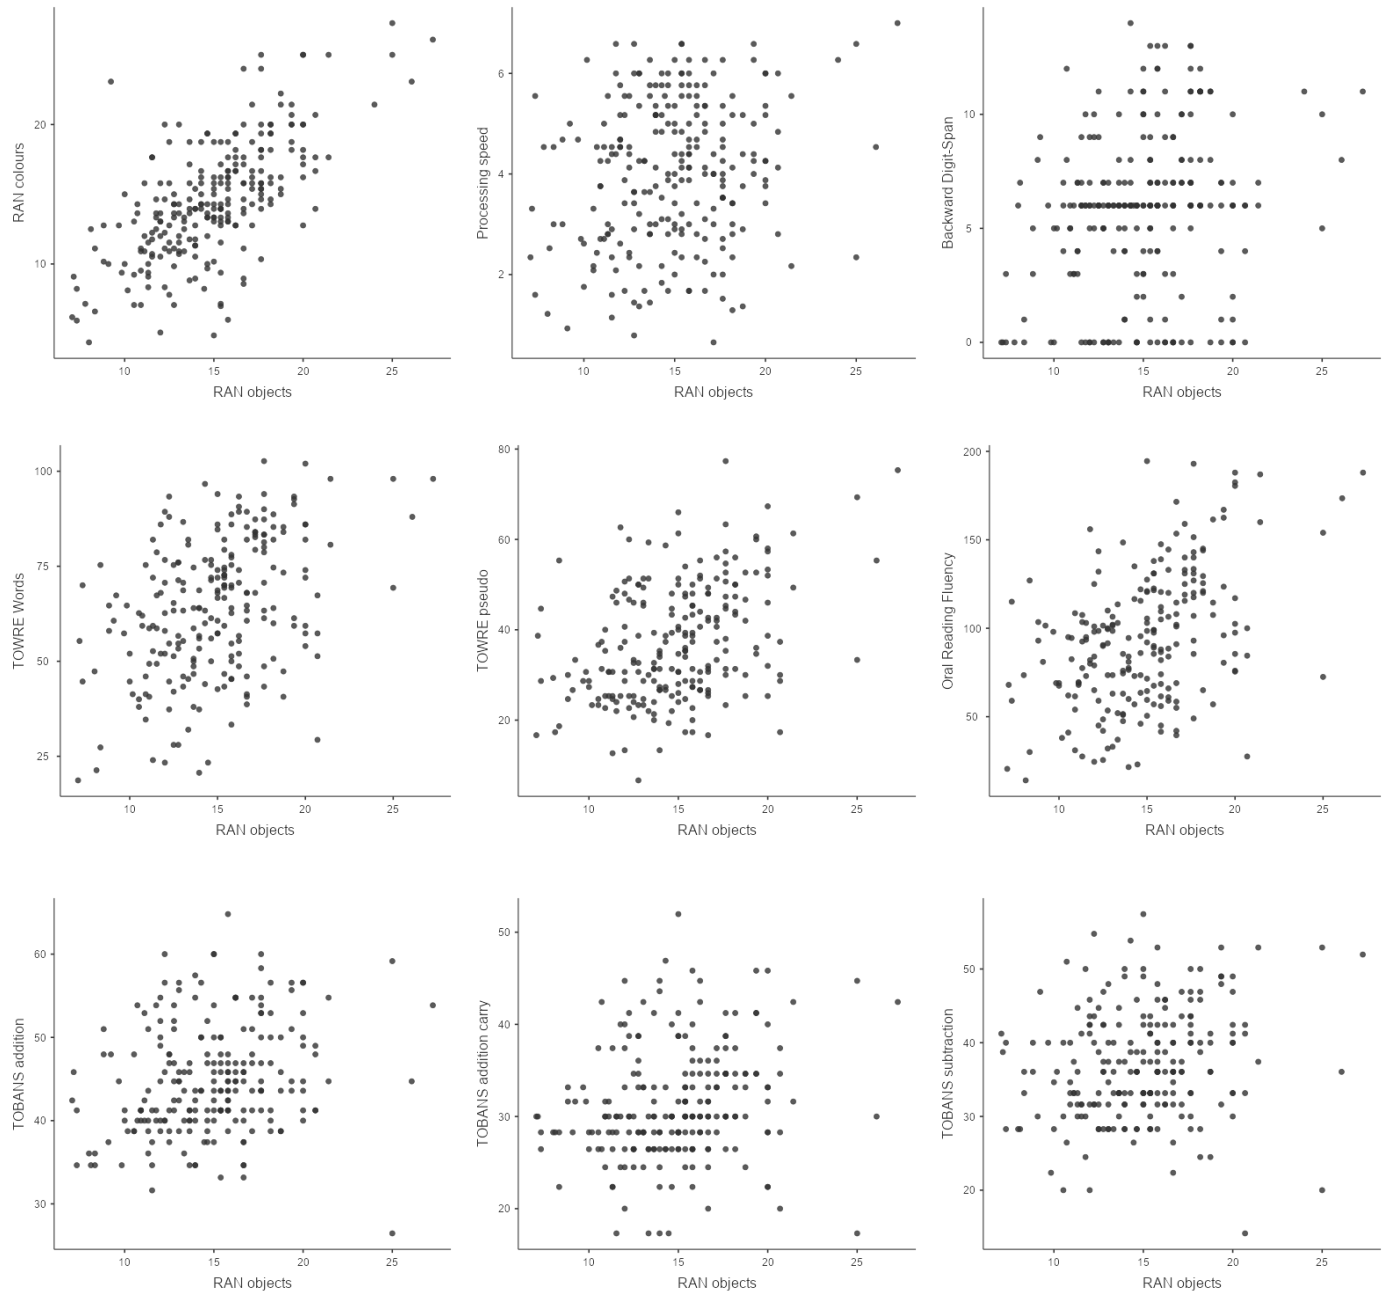 RAN colours
20
10
10 15 20 25
RAN objects
Processing speed
6
4
2
10 15 20 25
RAN objects
Backward Digit-Span
10
5
0
10 15 20 25
RAN objects
TOWRE Words
100
75
50
25
10 15 20 25
RAN objects
TOWRE pseudo
80
60
40
20
10 15 20 25
RAN objects
Oral Reading Fluency
200
150
100
50
10 15 20 25
RAN objects
TOBANS addition
60
50
40
30
10 15 20 25
RAN objects
TOBANS addition carry
50
40
30
20
10 15 20 25
RAN objects
TOBANS subtraction
50
40
30
20
10 15 20 25
RAN objects